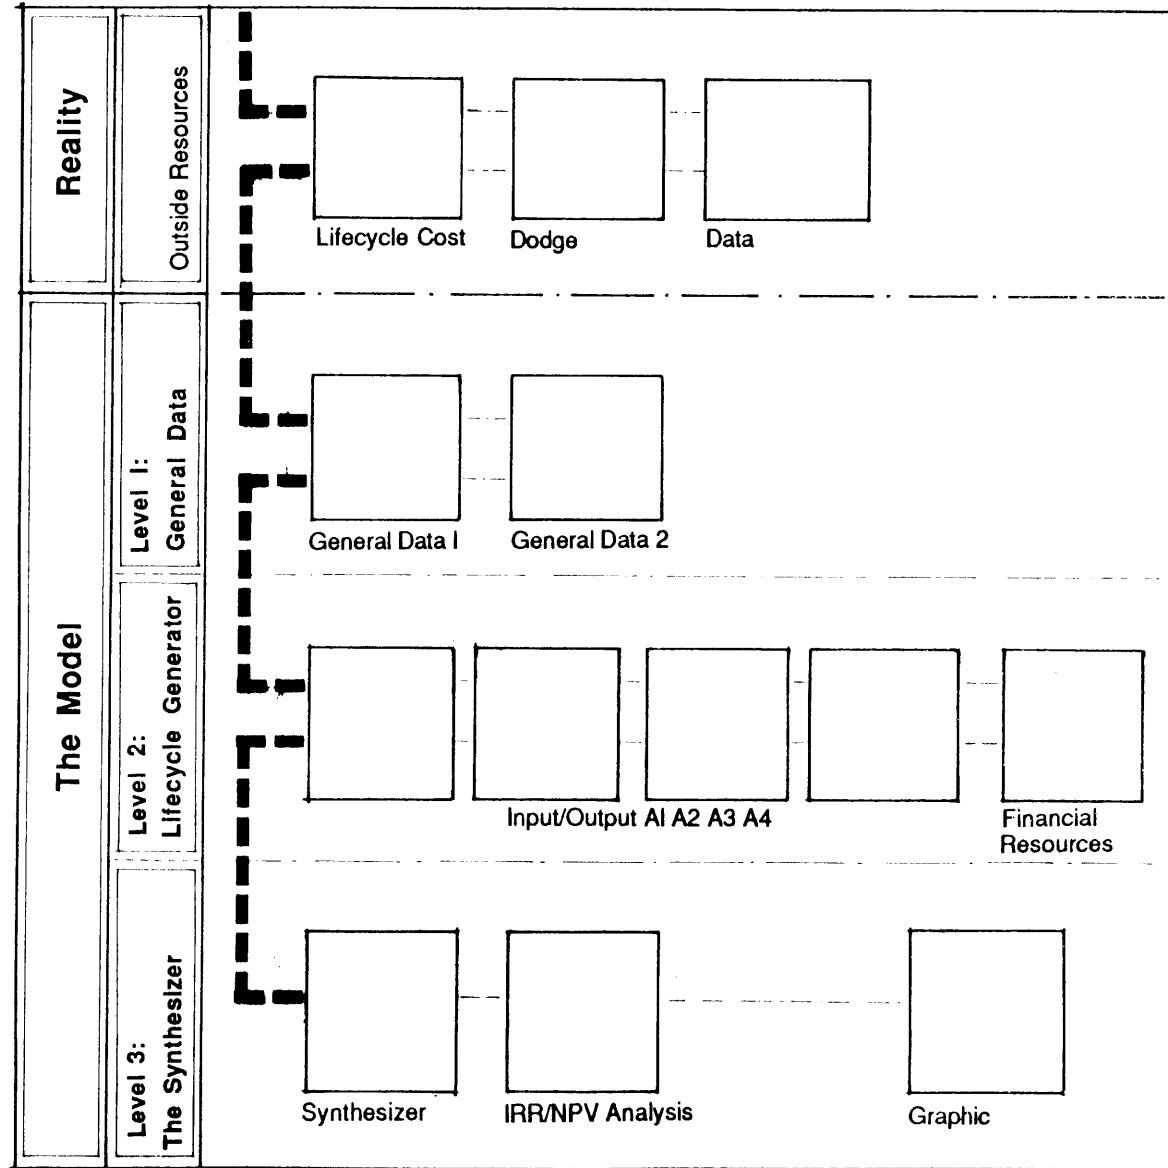 Reality
Outside Resources
Lifecycle Cost
Dodge
Data
The Model
Level I:
General Data
General Data I
General Data 2
Level 2:
Lifecycle Generator
Input/Output AI A2 A3 A4
Financial
Resources
Level 3:
The Synthesizer
Synthesizer
IRR/NPV Analysis
Graphic